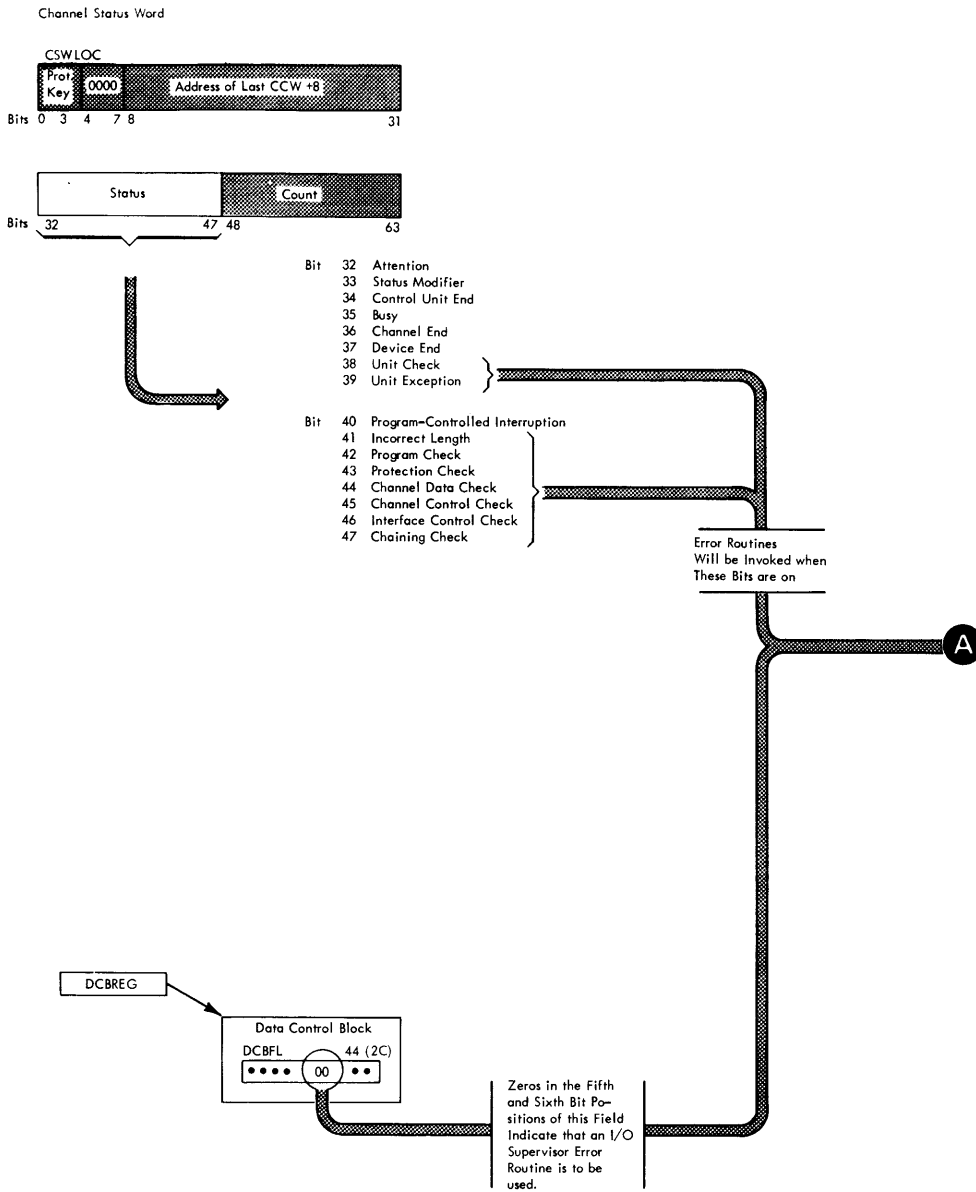 Channel Status Word
CSWLOC
Prot.
Key
0000
Address of Last CCW +8
Bits 0 3 4 7 8 31
Status
Count
Bits 32 47 48 63
Bit 32 Attention
33 Status Modifier
34 Control Unit End
35 Busy
36 Channel End
37 Device End
38 Unit Check
39 Unit Exception
Bit 40 Program-Controlled Interruption
41 Incorrect Length
42 Program Check
43 Protection Check
44 Channel Data Check
45 Channel Control Check
46 Interface Control Check
47 Chaining Check
Error Routines
Will be Invoked when
These Bits are on
A
DCBREG
Data Control Block
DCBFL 44 (2C)
•••• 00 ••
Zeros in the Fifth
and Sixth Bit Po-
sitions of this Field
Indicate that an I/O
Supervisor Error
Routine is to be
used.